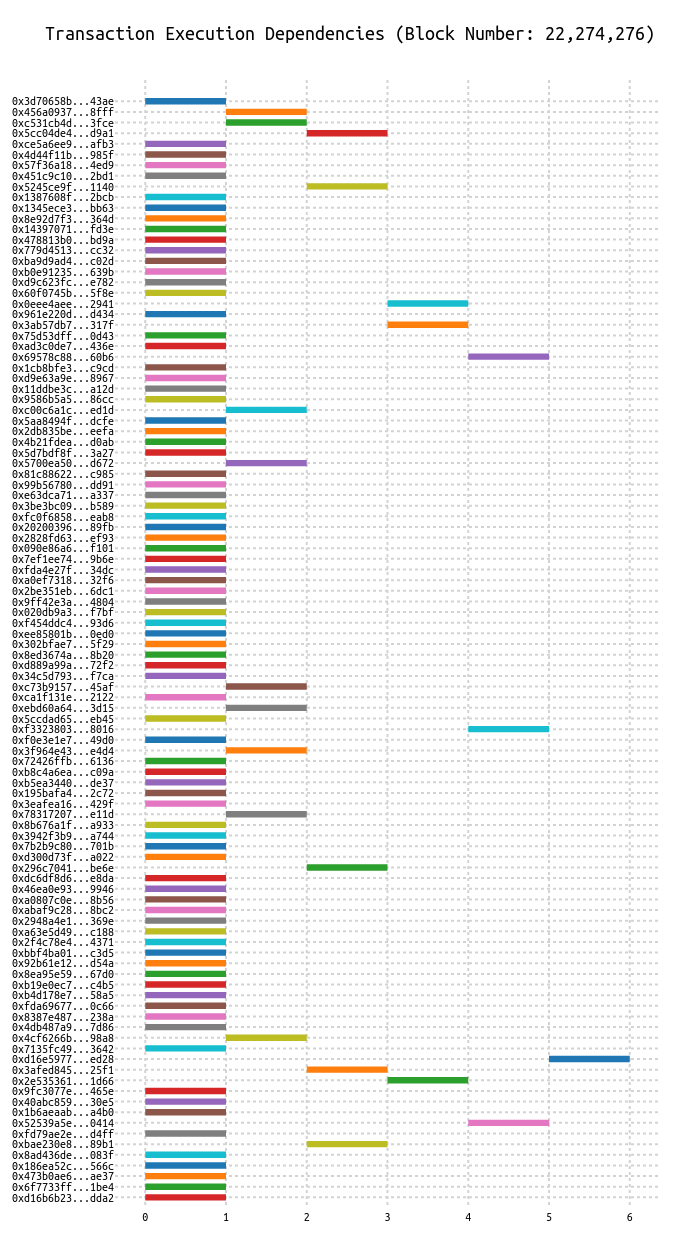 Transaction Execution Dependencies (Block Number: 22,274,276)
0x3d70658b...43ae
0x456a0937...8fff
0xc531cb4d...3fce
0x5cc04de4...d9a1
0xce5a6ee9...afb3
0x4d44f11b...985f
0x57f36a18...4ed9
0x451c9c10...2bd1
0x5245ce9f...1140
0x1387608f...2bcb
0x1345ece3...bb63
0x8e92d7f3...364d
0x14397071...fd3e
0x478813b0...bd9a
0x779d4513...cc32
0xba9d9ad4...c02d
0xb0e91235...639b
0xd9c623fc...e782
0x60f0745b...5f8e
0x0eee4aee...2941
0x961e220d...d434
0x3ab57db7...317f
0x75d53dff...0d43
0xad3c0de7...436e
0x69578c88...60b6
0x1cb8bfe3...c9cd
0xd9e63a9e...8967
0x11ddbe3c...a12d
0x9586b5a5...86cc
0xc00c6a1c...ed1d
0x5aa8494f...dcfe
0x2db835be...eefa
0x4b21fdea...d0ab
0x5d7bdf8f...3a27
0x5700ea50...d672
0x81c88622...c985
0x99b56780...dd91
0xe63dca71...a337
0x3be3bc09...b589
0xfc0f6858...eab8
0x20200396...89fb
0x2828fd63...ef93
0x090e86a6...f101
0x7ef1ee74...9b6e
0xfda4e27f...34dc
0xa0ef7318...32f6
0x2be351eb...6dc1
0x9ff42e3a...4804
0x020db9a3...f7bf
0xf454ddc4...93d6
0xee85801b...0ed0
0x302bfae7...5f29
0x8ed3674a...8b20
0xd889a99a...72f2
0x34c5d793...f7ca
0xc73b9157...45af
0xca1f131e...2122
0xebd60a64...3d15
0x5ccdad65...eb45
0xf3323803...8016
0xf0e3e1e7...49d0
0x3f964e43...e4d4
0x72426ffb...6136
0xb8c4a6ea...c09a
0xb5ea3440...de37
0x195bafa4...2c72
0x3eafea16...429f
0x78317207...e11d
0x8b676a1f...a933
0x3942f3b9...a744
0x7b2b9c80...701b
0xd300d73f...a022
0x296c7041...be6e
0xdc6df8d6...e8da
0x46ea0e93...9946
0xa0807c0e...8b56
0xabaf9c28...8bc2
0x2948a4e1...369e
0xa63e5d49...c188
0x2f4c78e4...4371
0xbbf4ba01...c3d5
0x92b61e12...d54a
0x8ea95e59...67d0
0xb19e0ec7...c4b5
0xb4d178e7...58a5
0xfda69677...0c66
0x8387e487...238a
0x4db487a9...7d86
0x4cf6266b...98a8
0x7135fc49...3642
0xd16e5977...ed28
0x3afed845...25f1
0x2e535361...1d66
0x9fc3077e...465e
0x40abc859...30e5
0x1b6aeaab...a4b0
0x52539a5e...0414
0xfd79ae2e...d4ff
0xbae230e8...89b1
0x8ad436de...083f
0x186ea52c...566c
0x473b0ae6...ae37
0x6f7733ff...1be4
0xd16b6b23...dda2
0 1 2 3 4 5 6